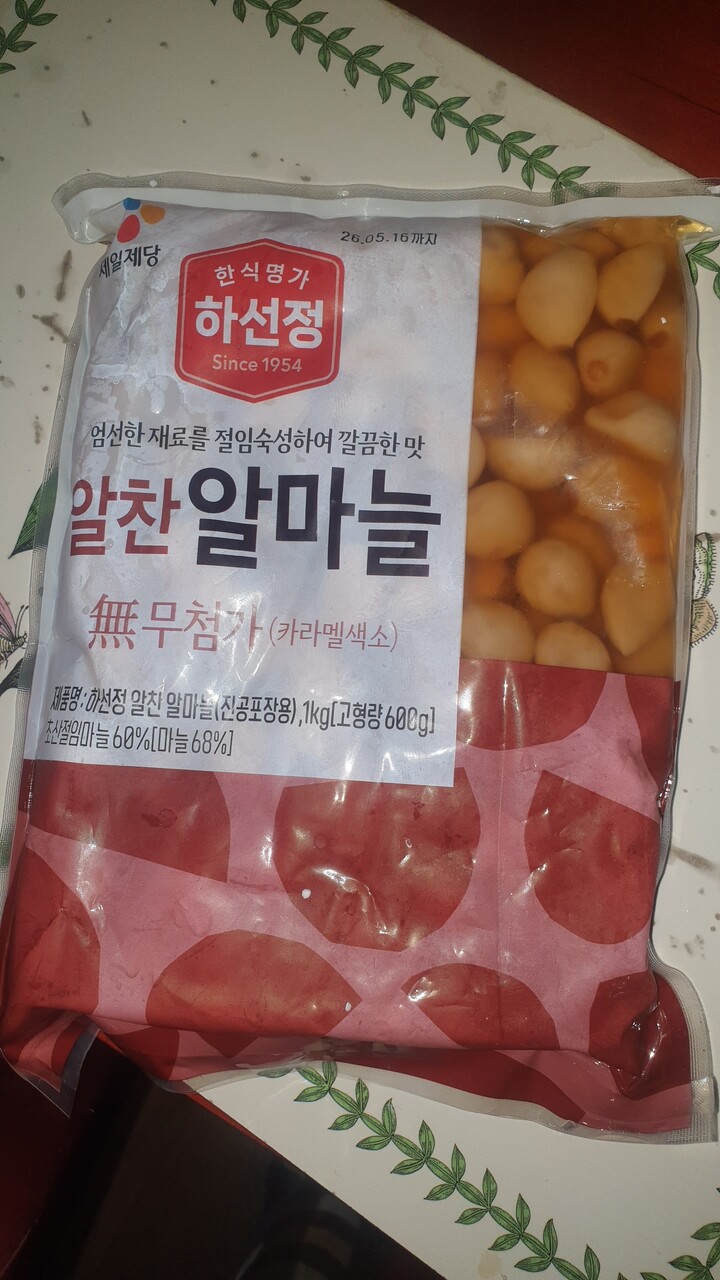 제일제당
26.05.16까지
한식명가
하선정
Since 1954
엄선한 재료를 절임숙성하여 깔끔한 맛
알찬 알마늘
無무첨가 (카라멜색소)
제품명 : 하선정 알찬 알마늘(진공포장용),1kg[고형량 600g]
초산절임마늘 60%[마늘 68%]